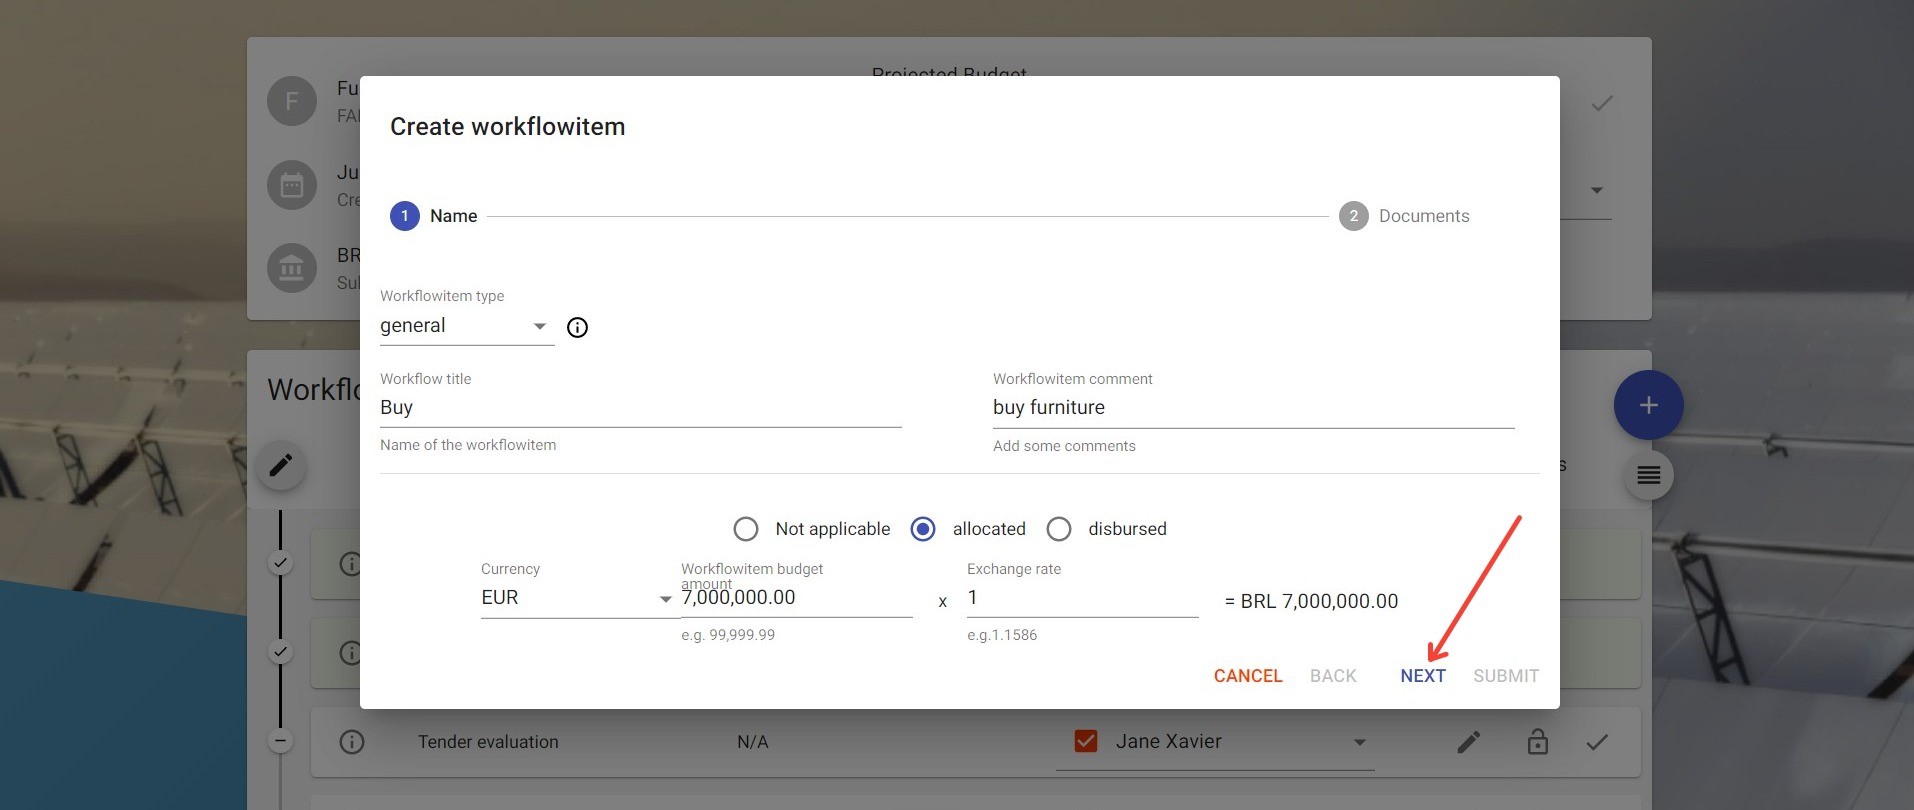 Projected Budget
F
Fu
FAI
Ju
Cre
BR
Sul
Create workflowitem
1 Name
2 Documents
Workflowitem type
general
Workflow title
Buy
Name of the workflowitem
Workflowitem comment
buy furniture
Add some comments
Not applicable allocated disbursed
Currency
EUR
Workflowitem budget
amount
7,000,000.00
e.g. 99,999.99
x
Exchange rate
1
e.g.1.1586
= BRL 7,000,000.00
CANCEL BACK NEXT SUBMIT
Workflo
s
Tender evaluation N/A Jane Xavier